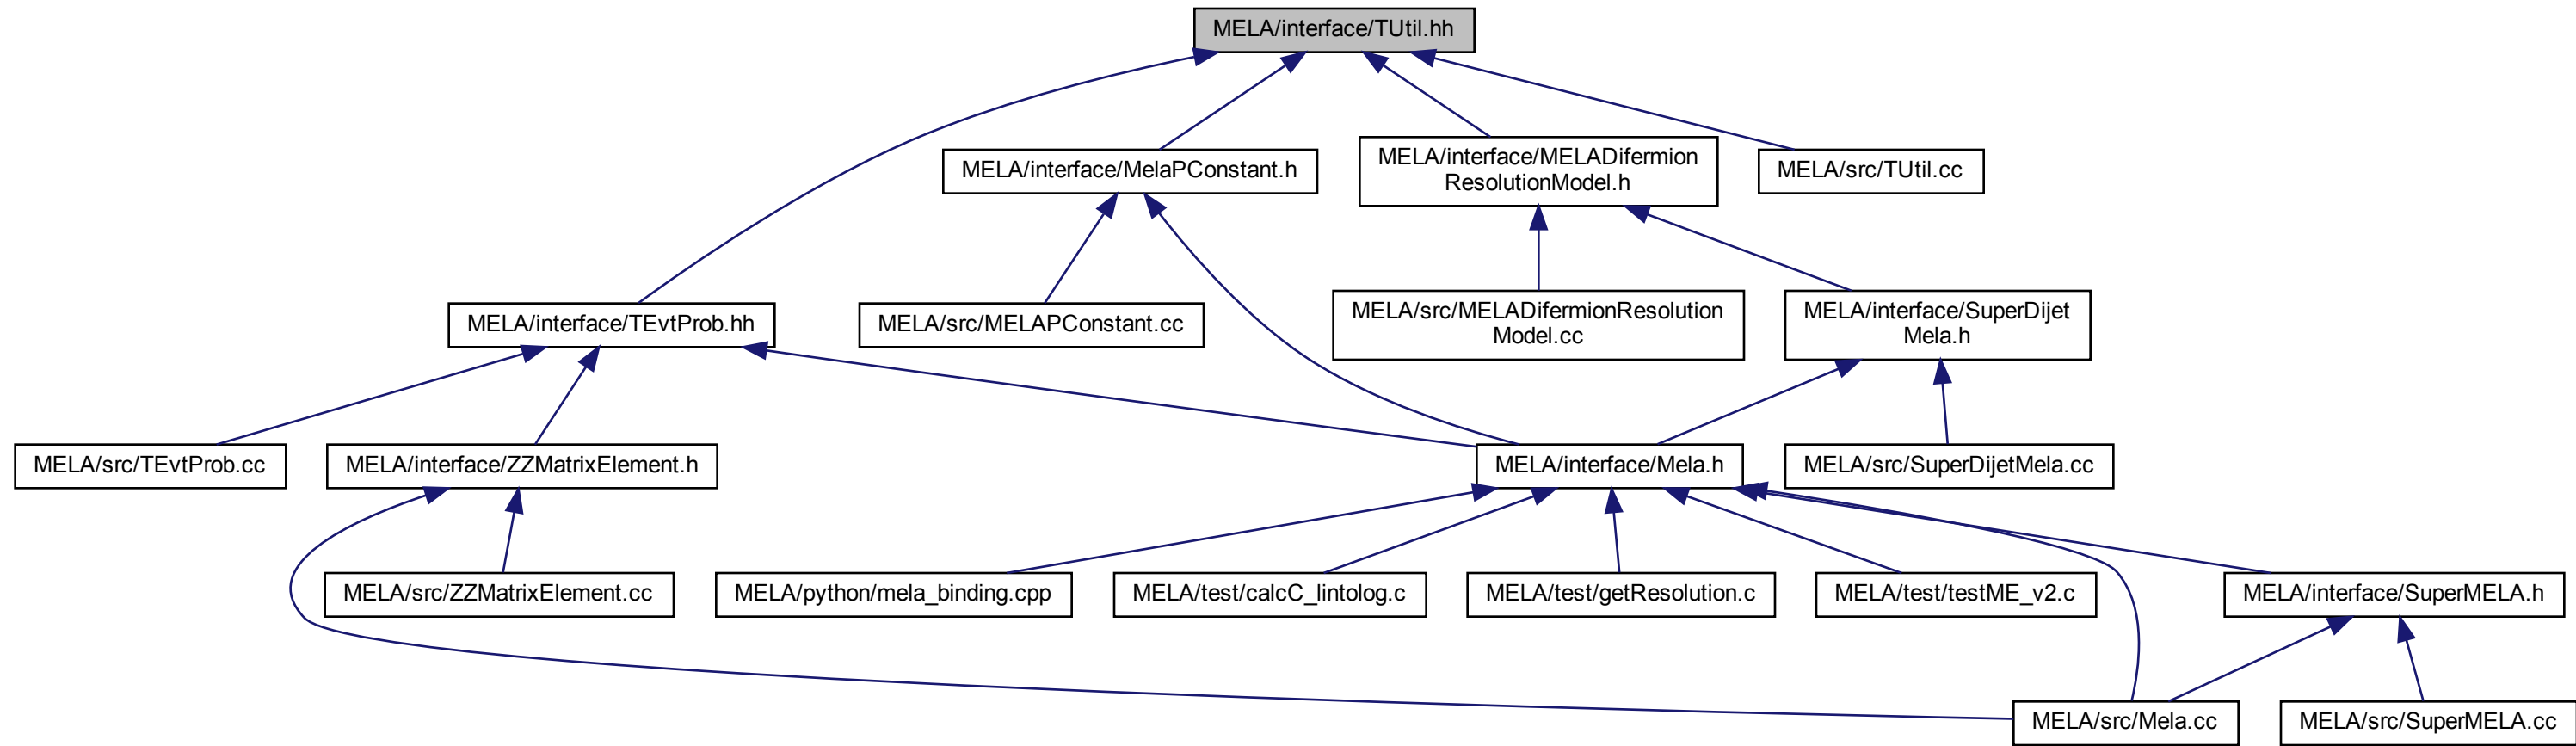 MELA/interface/TUtil.hh
MELA/interface/MelaPConstant.h
MELA/interface/MELADifermion
ResolutionModel.h
MELA/src/TUtil.cc
MELA/interface/TEvtProb.hh
MELA/src/MELAPConstant.cc
MELA/src/MELADifermionResolution
Model.cc
MELA/interface/SuperDijet
Mela.h
MELA/src/TEvtProb.cc
MELA/interface/ZZMatrixElement.h
MELA/interface/Mela.h
MELA/src/SuperDijetMela.cc
MELA/src/ZZMatrixElement.cc
MELA/python/mela_binding.cpp
MELA/test/calcC_lintolog.c
MELA/test/getResolution.c
MELA/test/testME_v2.c
MELA/interface/SuperMELA.h
MELA/src/Mela.cc
MELA/src/SuperMELA.cc